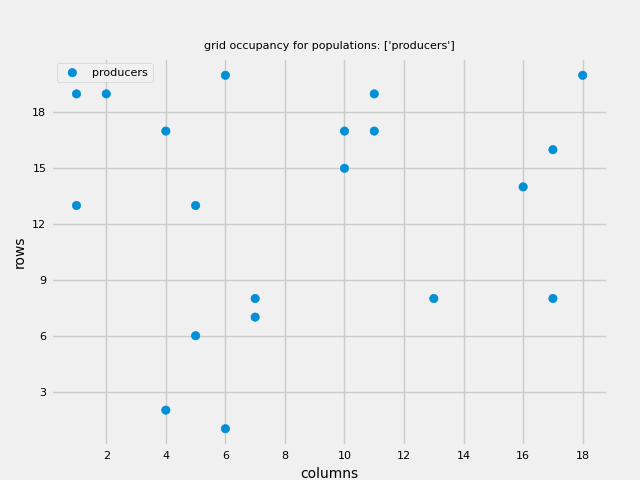 grid occupancy for populations: ['producers']
producers
18
15
12
9
6
3
rows
2 4 6 8 10 12 14 16 18
columns